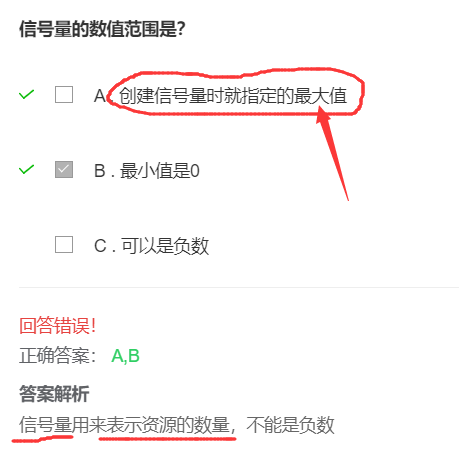 信号量的数值范围是?
A. 创建信号量时就指定的最大值
B . 最小值是0
C . 可以是负数
回答错误!
正确答案: A,B
答案解析
信号量用来表示资源的数量，不能是负数